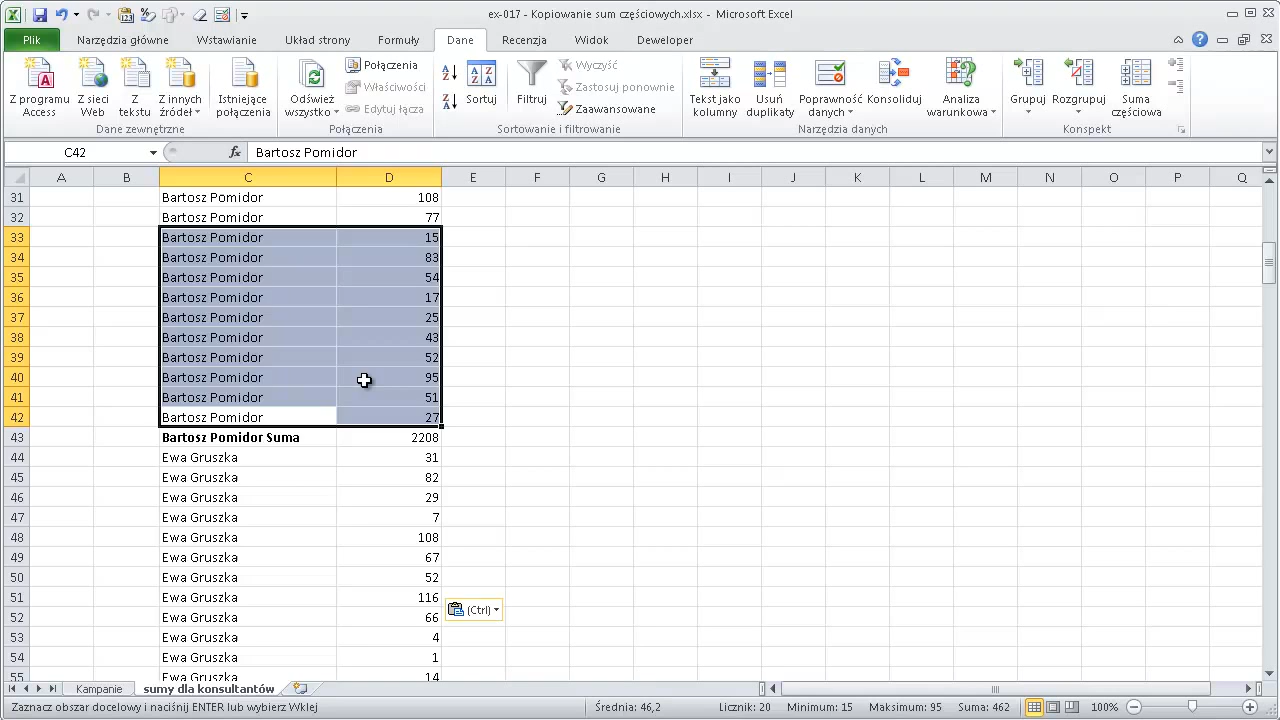 ex-017 - Kopiowanie sum częściowych.xlsx - Microsoft Excel
Plik Narzędzia główne Wstawianie Układ strony Formuły Dane Recenzja Widok Deweloper
Z programu Access Z sieci Web Z tekstu Z innych źródeł Istniejące połączenia Odśwież wszystko Połączenia Właściwości Edytuj łącza Sortuj Filtruj Wyczyść Zastosuj ponownie Zaawansowane Tekst jako kolumny Usuń duplikaty Poprawność danych Konsoliduj Analiza warunkowa Grupuj Rozgrupuj Suma częściowa
Dane zewnętrzne Połączenia Sortowanie i filtrowanie Narzędzia danych Konspekt
C42 fx Bartosz Pomidor
A B C D E F G H I J K L M N O P Q
31 Bartosz Pomidor 108
32 Bartosz Pomidor 77
33 Bartosz Pomidor 15
34 Bartosz Pomidor 83
35 Bartosz Pomidor 54
36 Bartosz Pomidor 17
37 Bartosz Pomidor 25
38 Bartosz Pomidor 43
39 Bartosz Pomidor 52
40 Bartosz Pomidor 95
41 Bartosz Pomidor 51
42 Bartosz Pomidor 27
43 Bartosz Pomidor Suma 2208
44 Ewa Gruszka 31
45 Ewa Gruszka 82
46 Ewa Gruszka 29
47 Ewa Gruszka 7
48 Ewa Gruszka 108
49 Ewa Gruszka 67
50 Ewa Gruszka 52
51 Ewa Gruszka 116
(Ctrl)
52 Ewa Gruszka 66
53 Ewa Gruszka 4
54 Ewa Gruszka 1
55 Ewa Gruszka 14
Kampanie sumy dla konsultantów
Zaznacz obszar docelowy i naciśnij ENTER lub wybierz Wklej Średnia: 46,2 Licznik: 20 Minimum: 15 Maksimum: 95 Suma: 462 100%